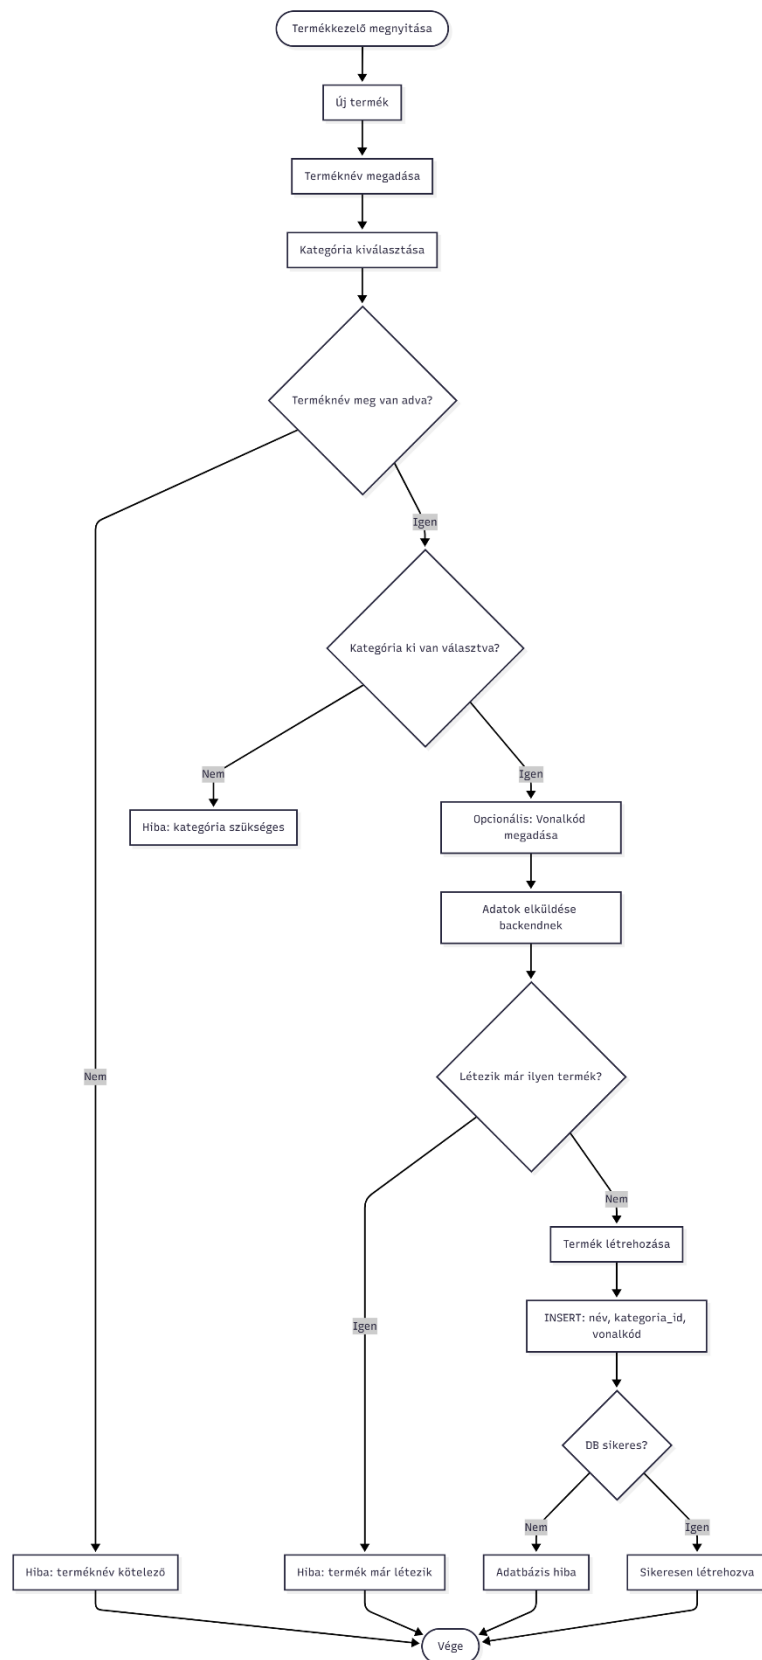 Termékkezelő megnyitása
Új termék
Terméknév megadása
Kategória kiválasztása
Terméknév meg van adva?
Igen
Kategória ki van választva?
Nem
Igen
Hiba: kategória szükséges
Opcionális: Vonalkód
megadása
Adatok elküldése
backendnek
Nem
Létezik már ilyen termék?
Nem
Termék létrehozása
Igen
INSERT: név, kategoria_id,
vonalkód
DB sikeres?
Nem
Igen
Hiba: terméknév kötelező
Hiba: termék már létezik
Adatbázis hiba
Sikeresen létrehozva
Vége